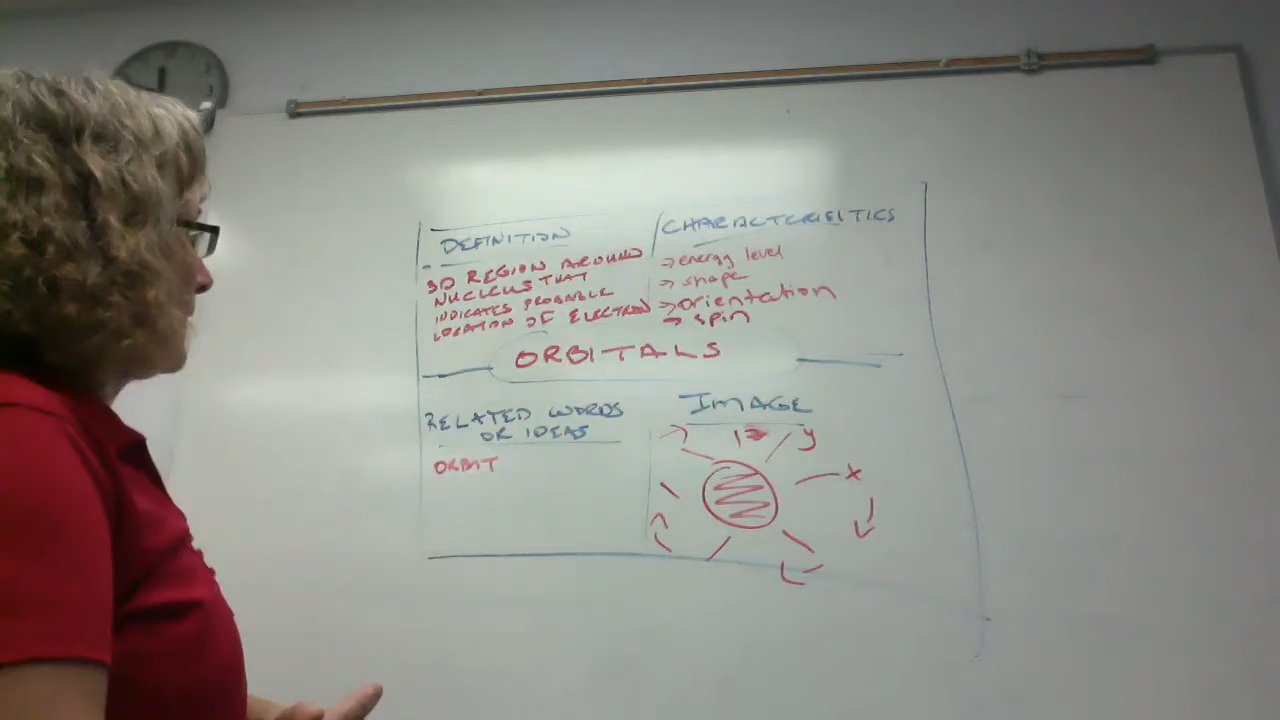 DEFINITION
3D REGION AROUND
NUCLEUS THAT
INDICATES PROBABLE
LOCATION OF ELECTRON
CHARACTERISTICS
→ energy level
→ shape
→ orientation
→ spin
ORBITALS
RELATED WORDS
OR IDEAS
ORBIT
IMAGE
y
x